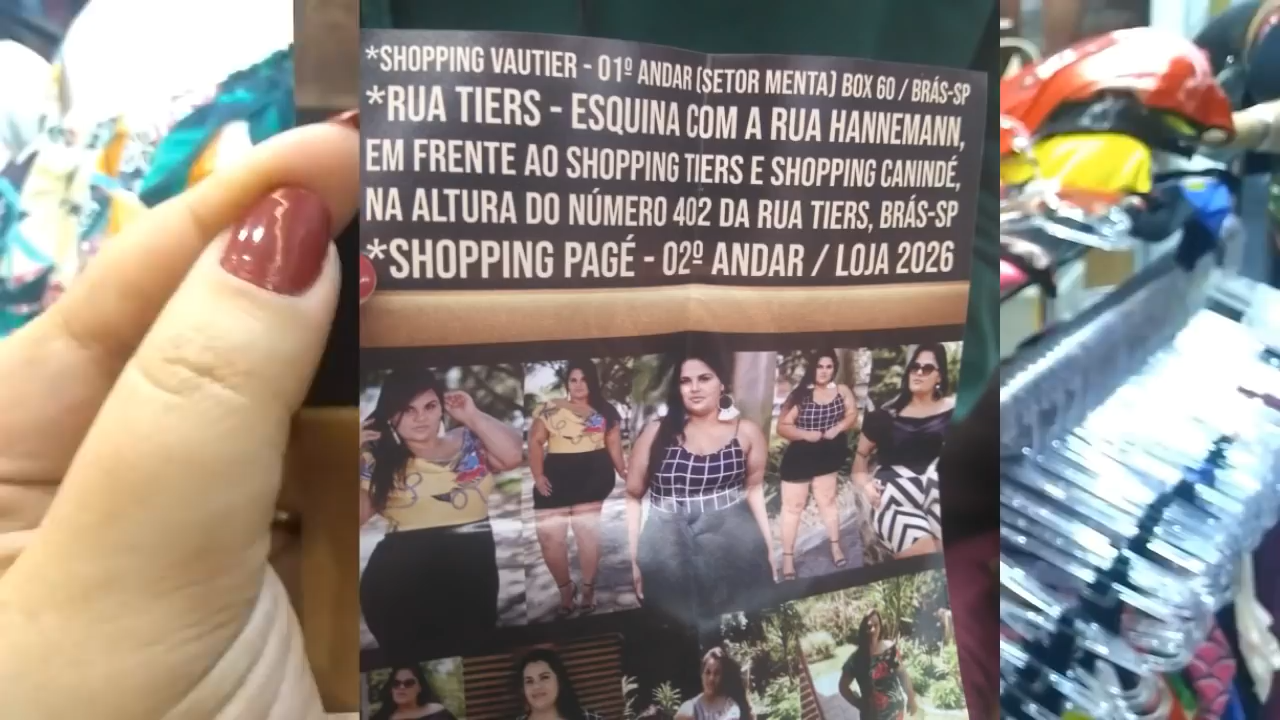 *SHOPPING VAUTIER - 01º ANDAR (SETOR MENTA) BOX 60 / BRÁS-SP
*RUA TIERS - ESQUINA COM A RUA HANNEMANN,
EM FRENTE AO SHOPPING TIERS E SHOPPING CANINDÉ,
NA ALTURA DO NÚMERO 402 DA RUA TIERS, BRÁS-SP
*SHOPPING PAGÉ - 02º ANDAR / LOJA 2026